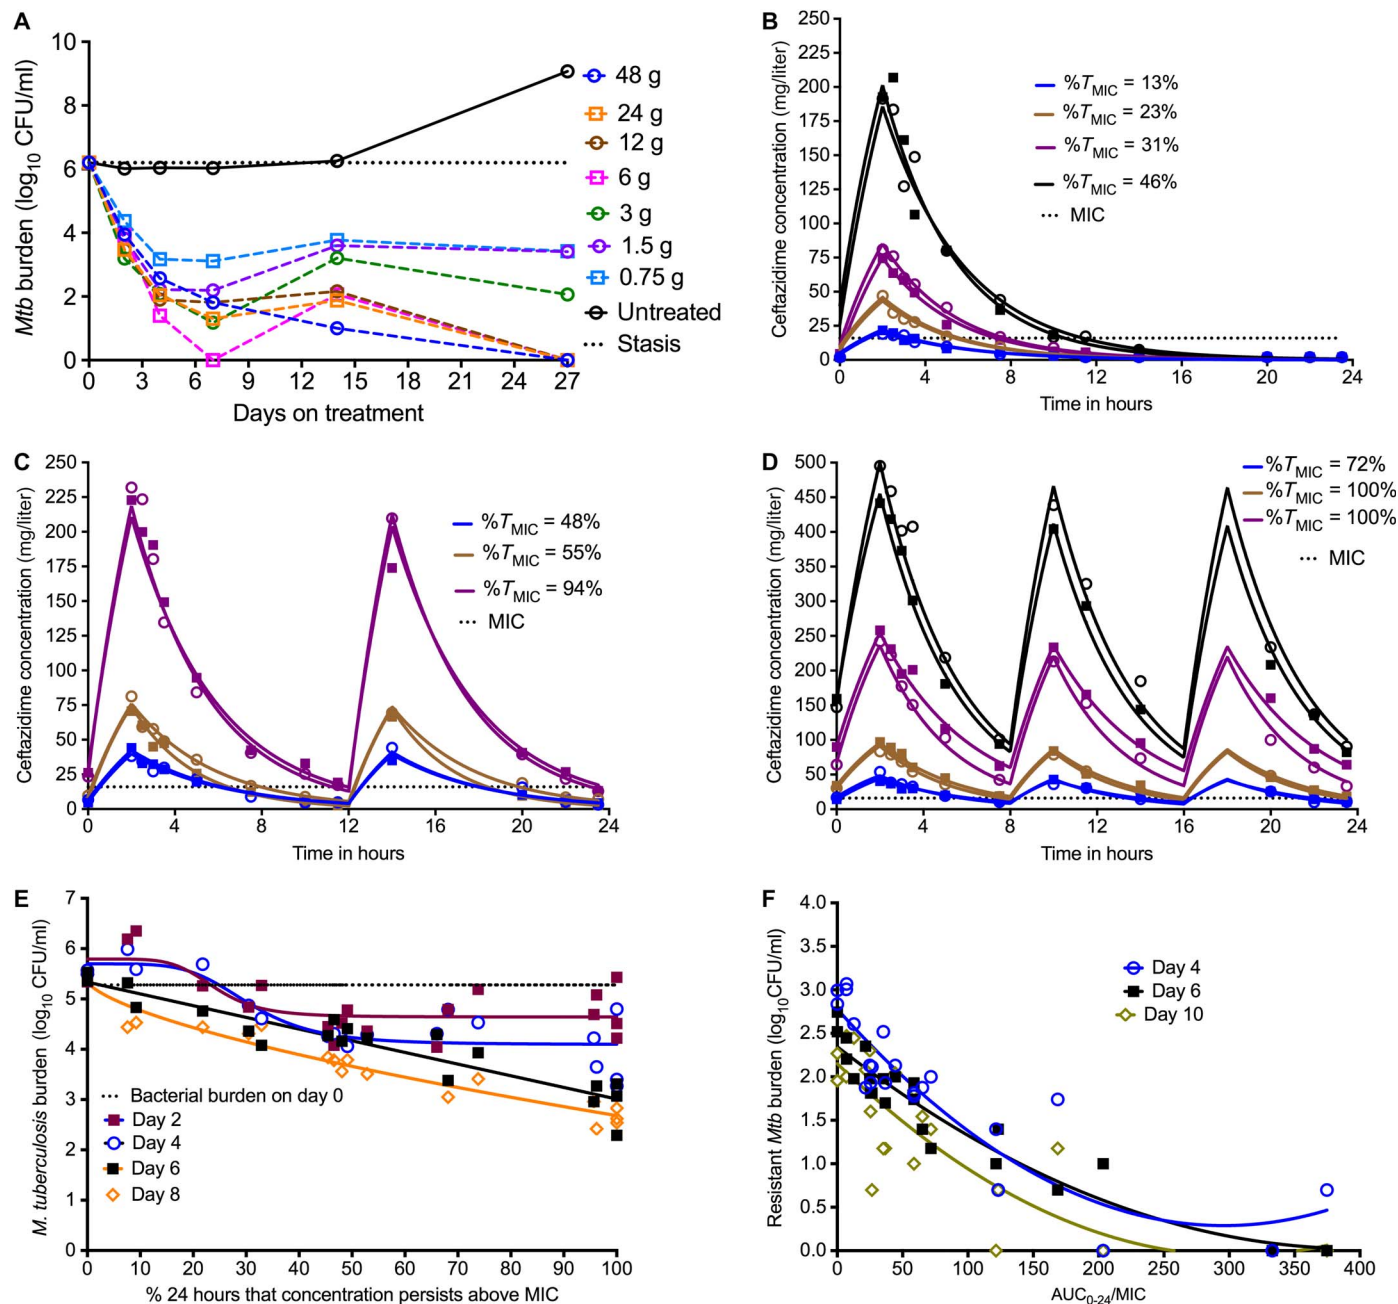 A
Mtb burden (log10 CFU/ml)
10
8
6
4
2
0
0 3 6 9 12 15 18 21 24 27
Days on treatment
48 g
24 g
12 g
6 g
3 g
1.5 g
0.75 g
Untreated
Stasis
B
Ceftazidime concentration (mg/liter)
250
225
200
175
150
125
100
75
50
25
0
0 4 8 12 16 20 24
Time in hours
%TMIC = 13%
%TMIC = 23%
%TMIC = 31%
%TMIC = 46%
MIC
C
Ceftazidime concentration (mg/liter)
250
225
200
175
150
125
100
75
50
25
0
0 4 8 12 16 20 24
Time in hours
%TMIC = 48%
%TMIC = 55%
%TMIC = 94%
MIC
D
Ceftazidime concentration (mg/liter)
500
450
400
350
300
250
200
150
100
50
0
0 4 8 12 16 20 24
Time in hours
%TMIC = 72%
%TMIC = 100%
%TMIC = 100%
MIC
E
M. tuberculosis burden (log10 CFU/ml)
7
6
5
4
3
2
1
0
0 10 20 30 40 50 60 70 80 90 100
% 24 hours that concentration persists above MIC
Bacterial burden on day 0
Day 2
Day 4
Day 6
Day 8
F
Resistant Mtb burden (log10CFU/ml)
4.0
3.5
3.0
2.5
2.0
1.5
1.0
0.5
0.0
0 50 100 150 200 250 300 350 400
AUC0-24/MIC
Day 4
Day 6
Day 10